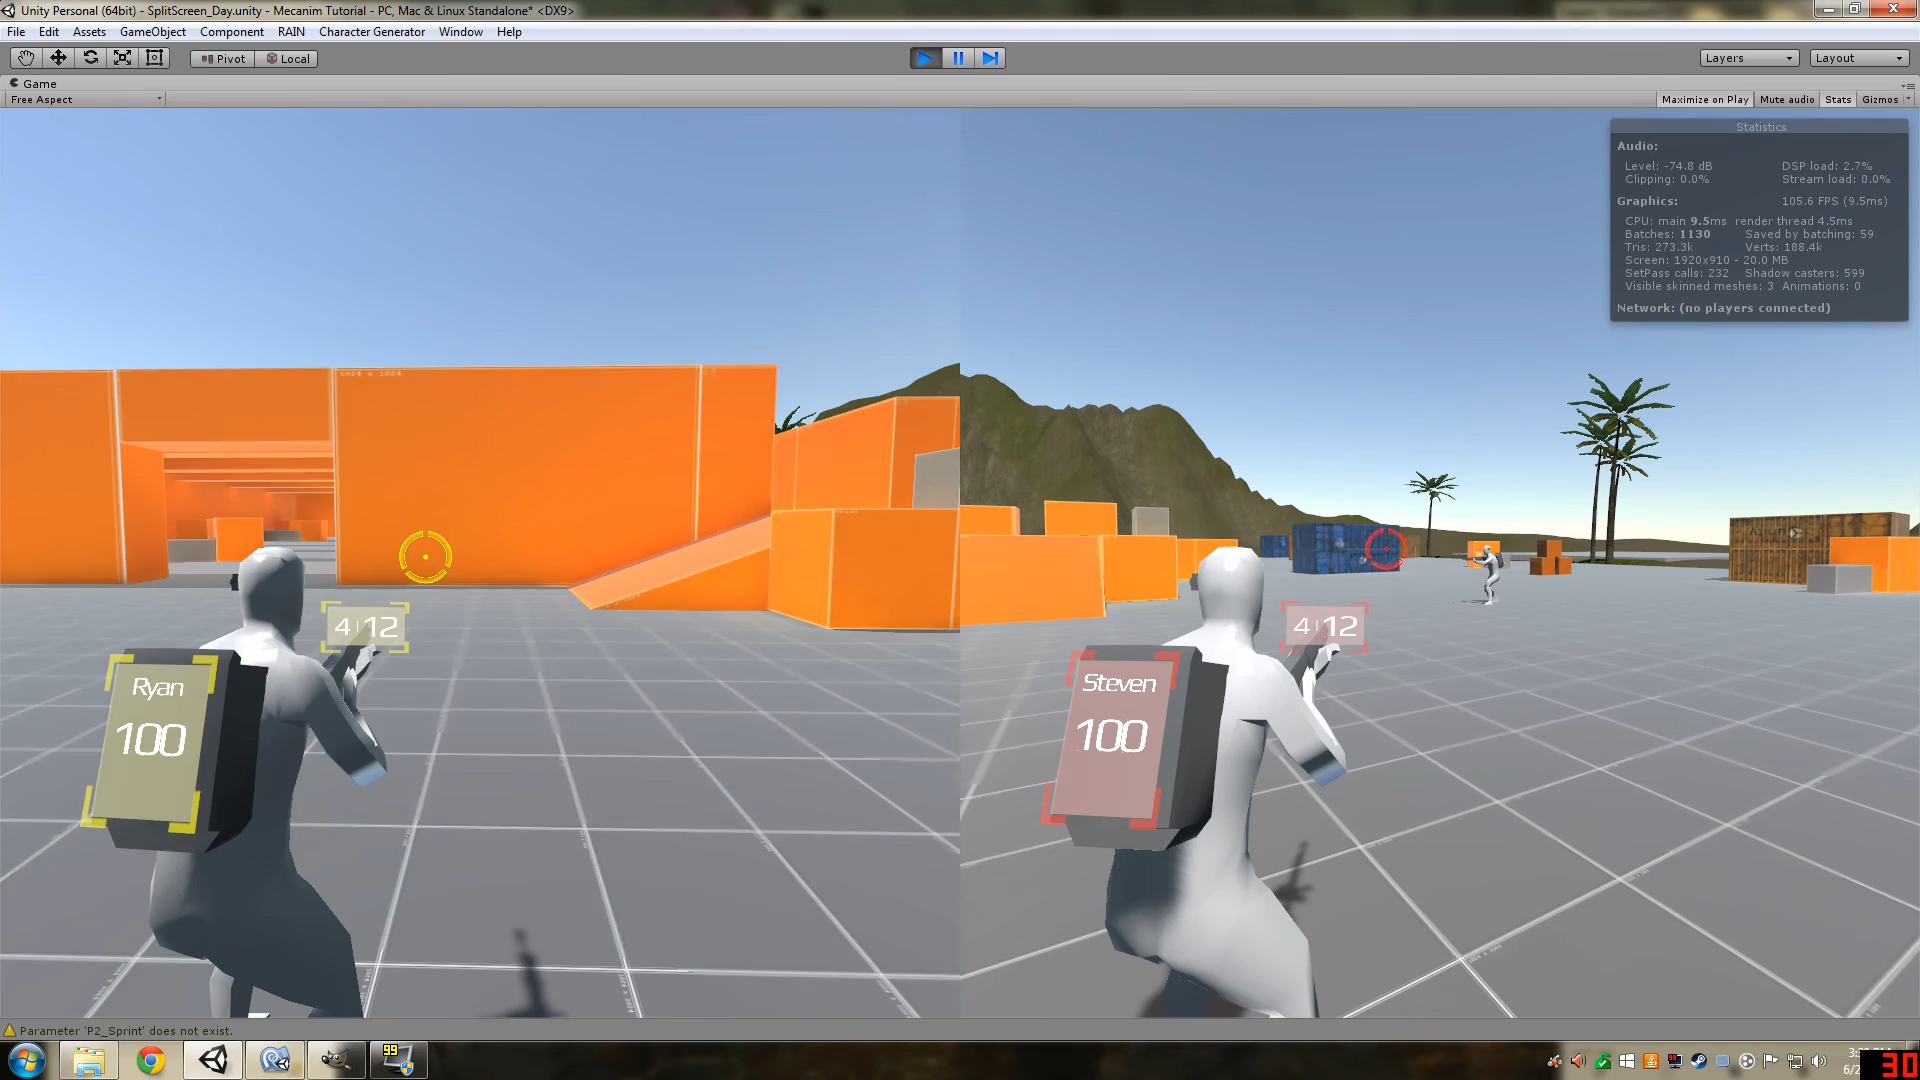 Unity Personal (64bit) - SplitScreen_Day.unity - Mecanim Tutorial - PC, Mac & Linux Standalone* <DX9>
File Edit Assets GameObject Component RAIN Character Generator Window Help
Pivot Local Layers Layout
Game
Free Aspect Maximize on Play Mute audio Stats Gizmos
Statistics
Audio:
Level: -74.8 dB DSP load: 2.7%
Clipping: 0.0% Stream load: 0.0%
Graphics: 105.6 FPS (9.5ms)
CPU: main 9.5ms render thread 4.5ms
Batches: 1130 Saved by batching: 59
Tris: 273.3k Verts: 188.4k
Screen: 1920x910 - 20.0 MB
SetPass calls: 232 Shadow casters: 599
Visible skinned meshes: 3 Animations: 0
Network: (no players connected)
1024 x 1024
4 | 12
Ryan
100
4 | 12
Steven
100
Parameter 'P2_Sprint' does not exist.
99
30